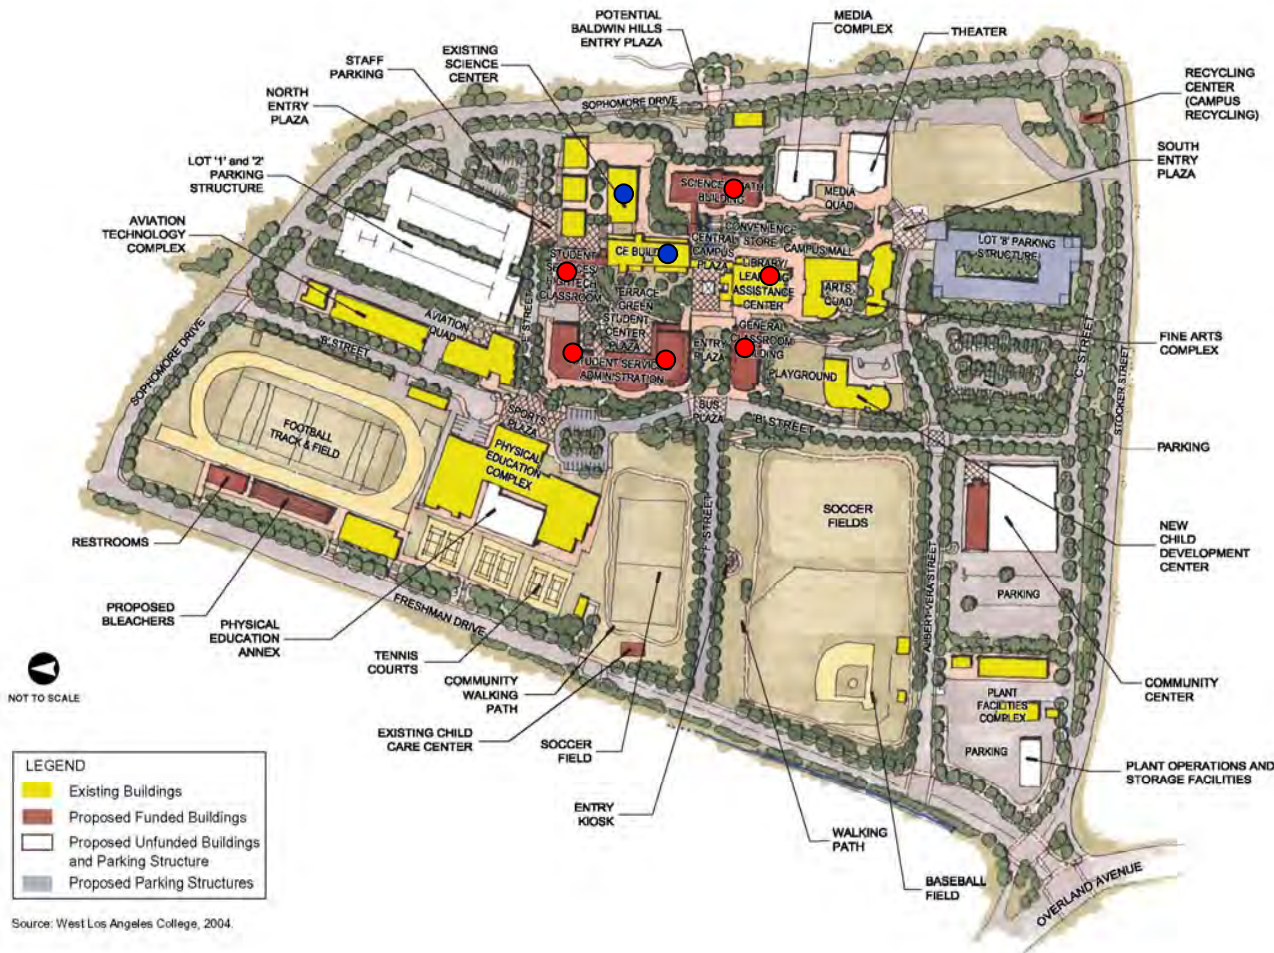 POTENTIAL
BALDWIN HILLS
ENTRY PLAZA
MEDIA
COMPLEX
THEATER
EXISTING
SCIENCE
CENTER
STAFF
PARKING
NORTH
ENTRY
PLAZA
LOT '1' and '2'
PARKING
STRUCTURE
AVIATION
TECHNOLOGY
COMPLEX
RECYCLING
CENTER
(CAMPUS
RECYCLING)
SOUTH
ENTRY
PLAZA
SOPHOMORE DRIVE
BUILDING
MEDIA
QUAD
CONVENIENCE
STORE
CAMPUS MALL
CENTRAL
CAMPUS
PLAZA
LOT '8' PARKING
STRUCTURE
CE
STUDENT
CLASSROOM
TERRACE
GREEN
STUDENT
CENTER
PLAZA
LIBRARY/
ASSISTANCE
CENTER
ARTS
QUAD
GENERAL
ENTRY
PLAZA
PLAYGROUND
ADMINISTRATION
AVIATION
QUAD
'B' STREET
SOPHOMORE DRIVE
C STREET
STOCKER STREET
FINE ARTS
COMPLEX
BUS
PLAZA
'B' STREET
SPORTS
PLAZA
FOOTBALL
TRACK & FIELD
PHYSICAL
EDUCATION
COMPLEX
PARKING
SOCCER
FIELDS
'F' STREET
ALBERT VERA STREET
NEW
CHILD
DEVELOPMENT
CENTER
RESTROOMS
PROPOSED
BLEACHERS
PHYSICAL
EDUCATION
ANNEX
FRESHMAN DRIVE
TENNIS
COURTS
COMMUNITY
WALKING
PATH
EXISTING CHILD
CARE CENTER
SOCCER
FIELD
ENTRY
KIOSK
PARKING
COMMUNITY
CENTER
PLANT
FACILITIES
COMPLEX
PARKING
PLANT OPERATIONS AND
STORAGE FACILITIES
WALKING
PATH
BASEBALL
FIELD
OVERLAND AVENUE
NOT TO SCALE
LEGEND
Existing Buildings
Proposed Funded Buildings
Proposed Unfunded Buildings
and Parking Structure
Proposed Parking Structures
Source: West Los Angeles College, 2004.